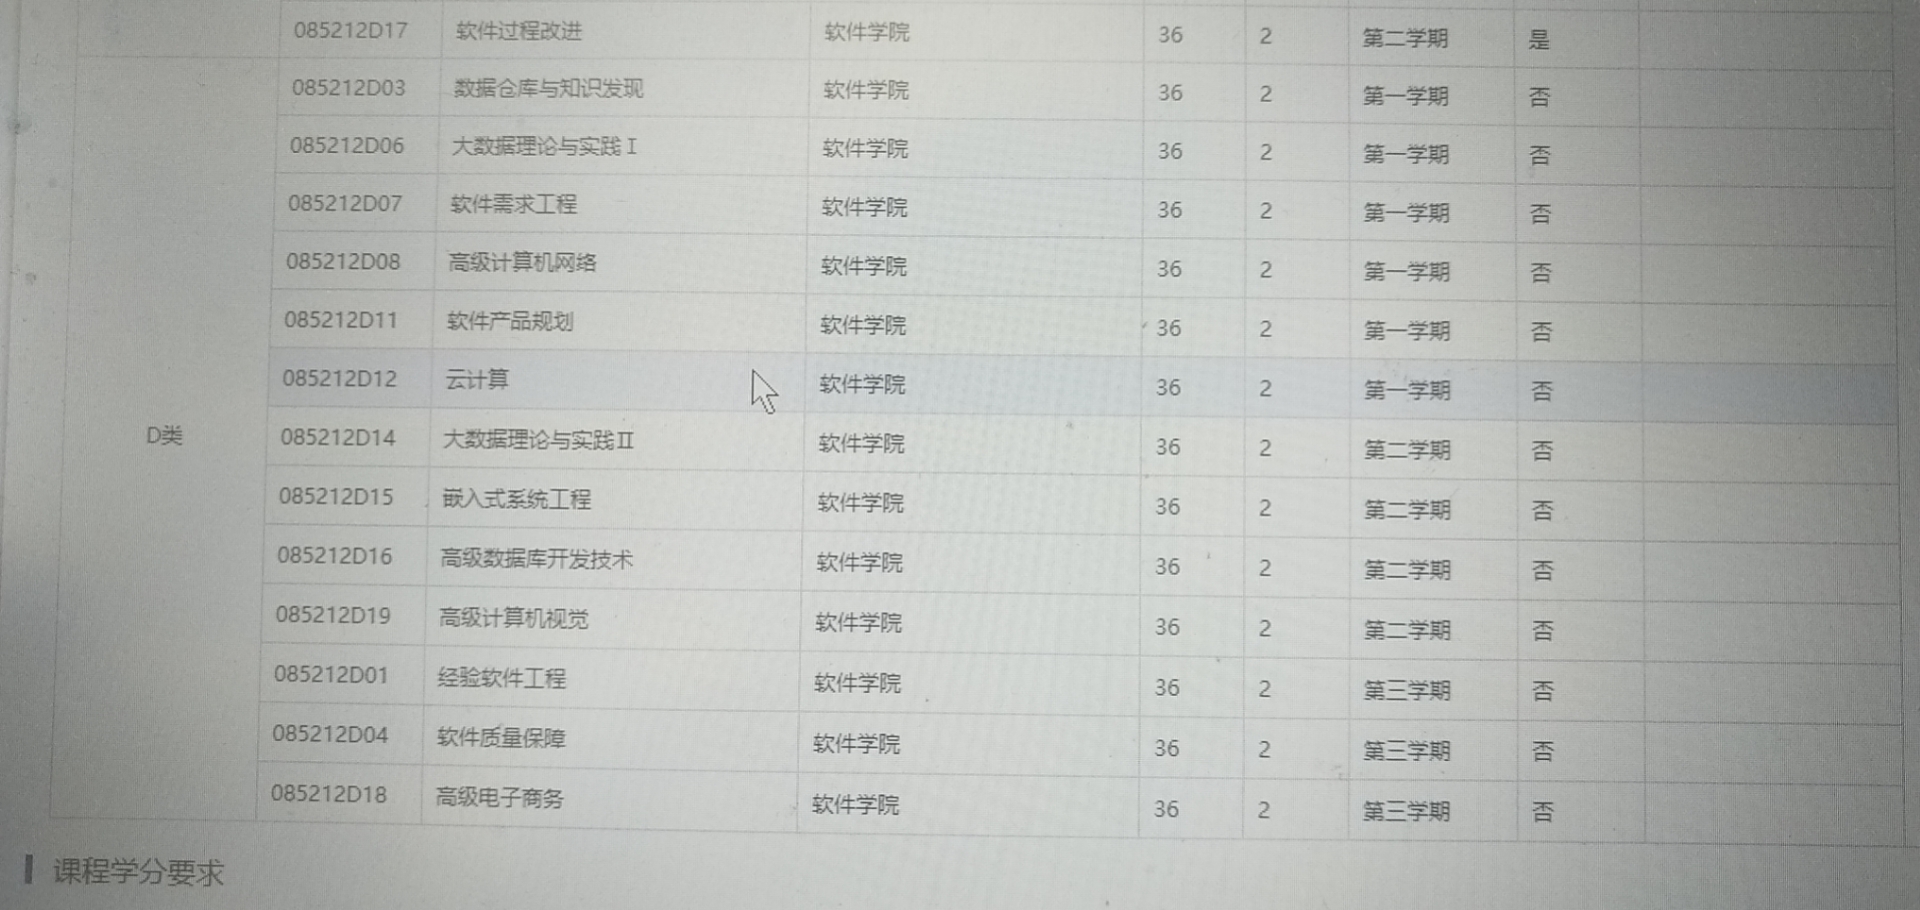 085212D17 软件过程改进 软件学院 36 2 第二学期 是
085212D03 数据仓库与知识发现 软件学院 36 2 第一学期 否
085212D06 大数据理论与实践Ⅰ 软件学院 36 2 第一学期 否
085212D07 软件需求工程 软件学院 36 2 第一学期 否
085212D08 高级计算机网络 软件学院 36 2 第一学期 否
085212D11 软件产品规划 软件学院 36 2 第一学期 否
085212D12 云计算 软件学院 36 2 第一学期 否
D类 085212D14 大数据理论与实践Ⅱ 软件学院 36 2 第二学期 否
085212D15 嵌入式系统工程 软件学院 36 2 第二学期 否
085212D16 高级数据库开发技术 软件学院 36 2 第二学期 否
085212D19 高级计算机视觉 软件学院 36 2 第二学期 否
085212D01 经验软件工程 软件学院 36 2 第三学期 否
085212D04 软件质量保障 软件学院 36 2 第三学期 否
085212D18 高级电子商务 软件学院 36 2 第三学期 否
课程学分要求